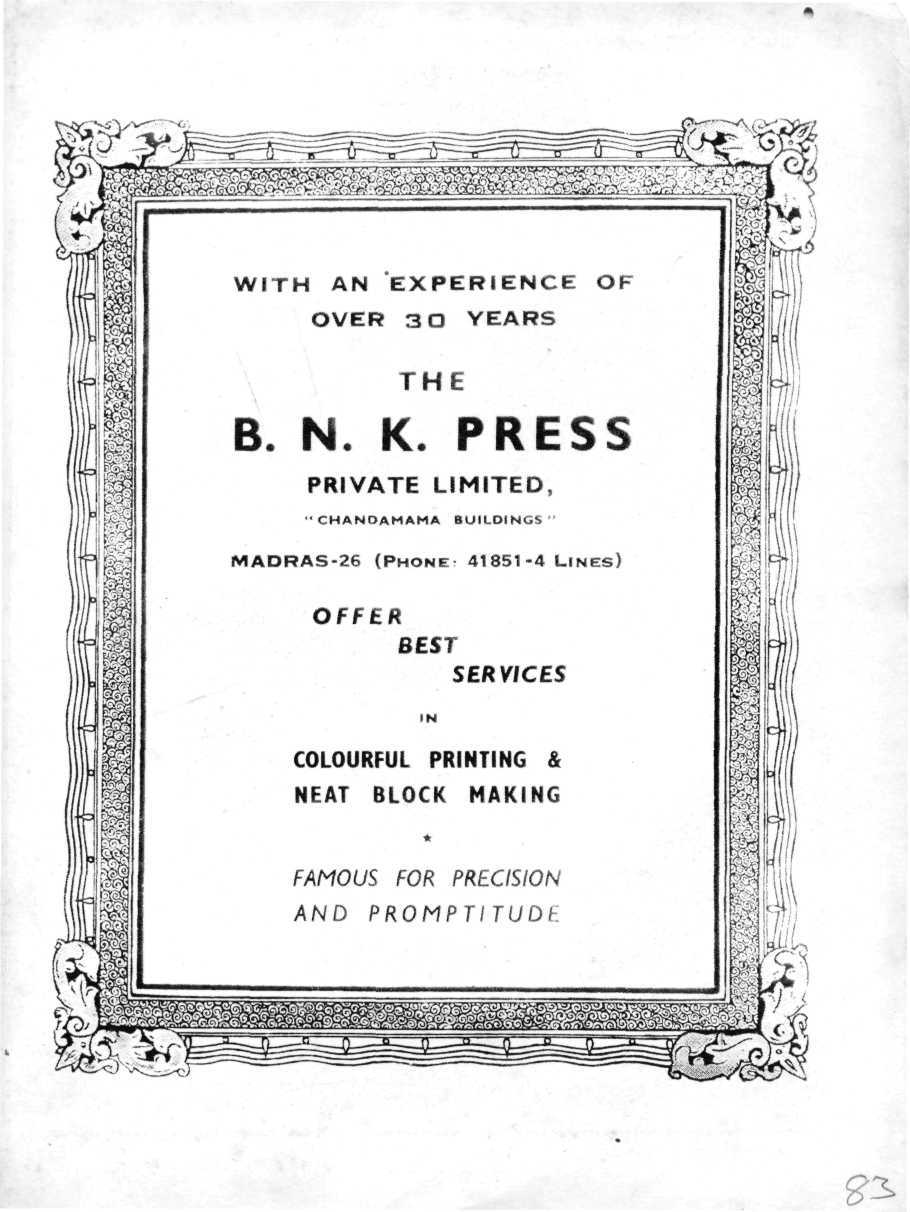 WITH AN EXPERIENCE OF
OVER 30 YEARS
THE
B. N. K. PRESS
PRIVATE LIMITED,
"CHANDAMAMA BUILDINGS"
MADRAS-26 (PHONE: 41851-4 LINES)
OFFER
BEST
SERVICES
IN
COLOURFUL PRINTING &
NEAT BLOCK MAKING
★
FAMOUS FOR PRECISION
AND PROMPTITUDE
83